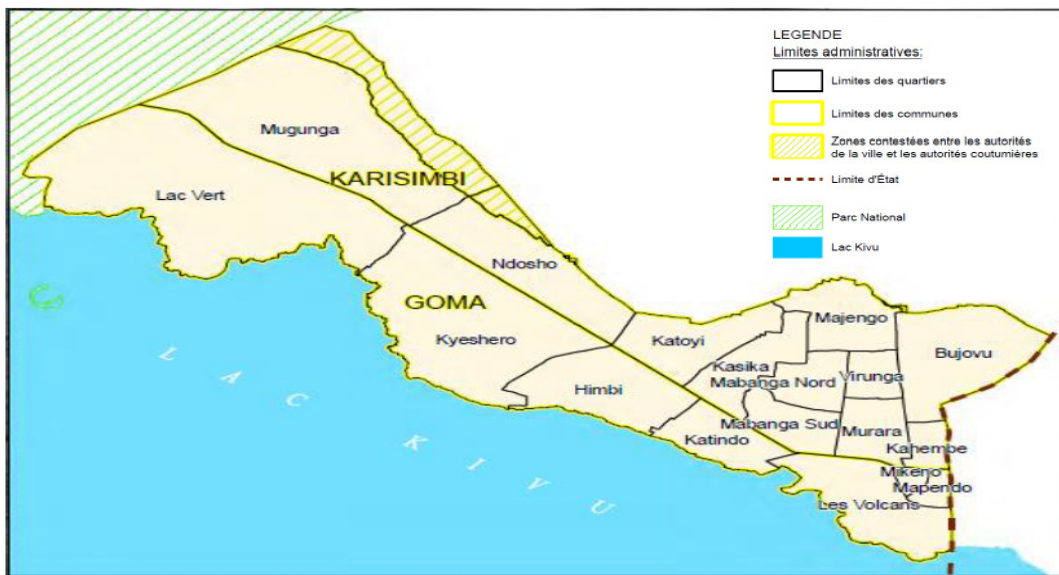 LEGENDE
Limites administratives:
Limites des quartiers
Limites des communes
Zones contestées entre les autorités
de la ville et les autorités coutumières
Limite d'État
Parc National
Lac Kivu
Mugunga
KARISIMBI
Lac Vert
Ndosho
GOMA
Kyeshero
Majengo
Katoyi
Bujovu
Kasika
Mabanga Nord
Virunga
Himbi
Mabanga Sud
Murara
Katindo
Kahembe
Mikeno
Mapendo
Les Volcans
LAC KIVU